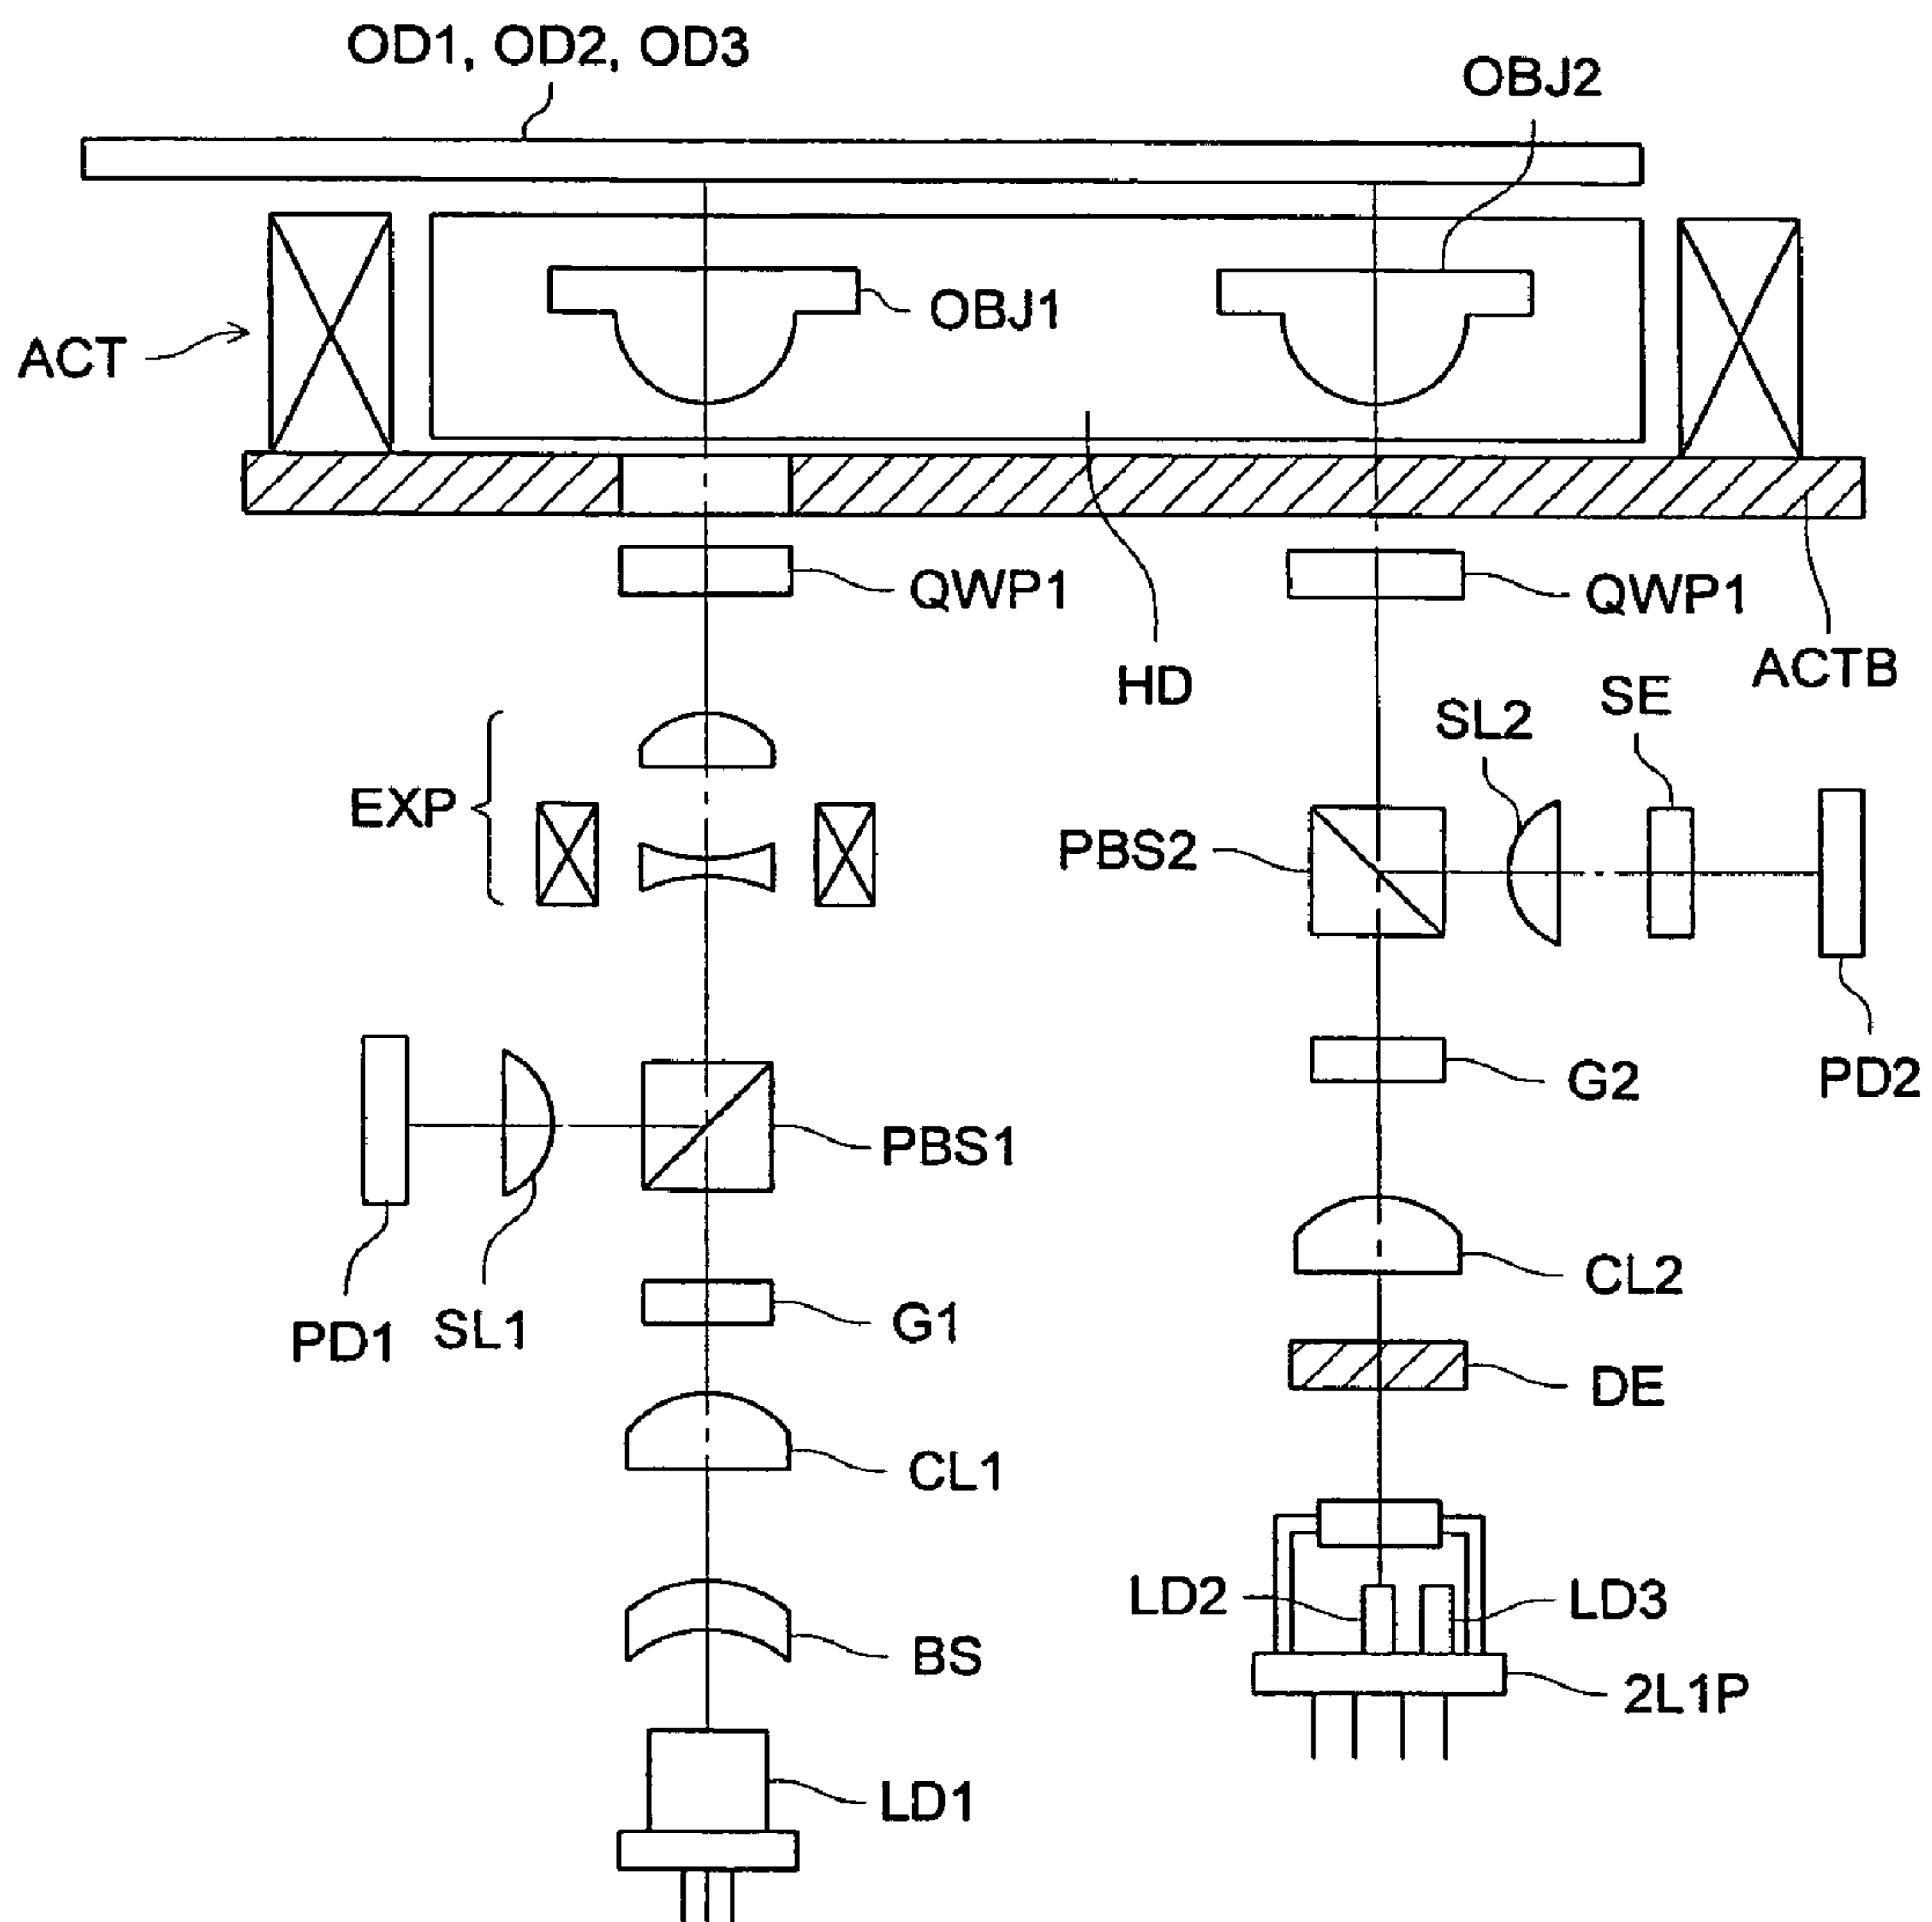 OD1, OD2, OD3
OBJ2
OBJ1
ACT
QWP1
QWP1
HD
ACTB
SE
SL2
EXP
PBS2
PD2
G2
PBS1
CL2
G1
PD1
SL1
DE
CL1
LD2
LD3
BS
2L1P
LD1